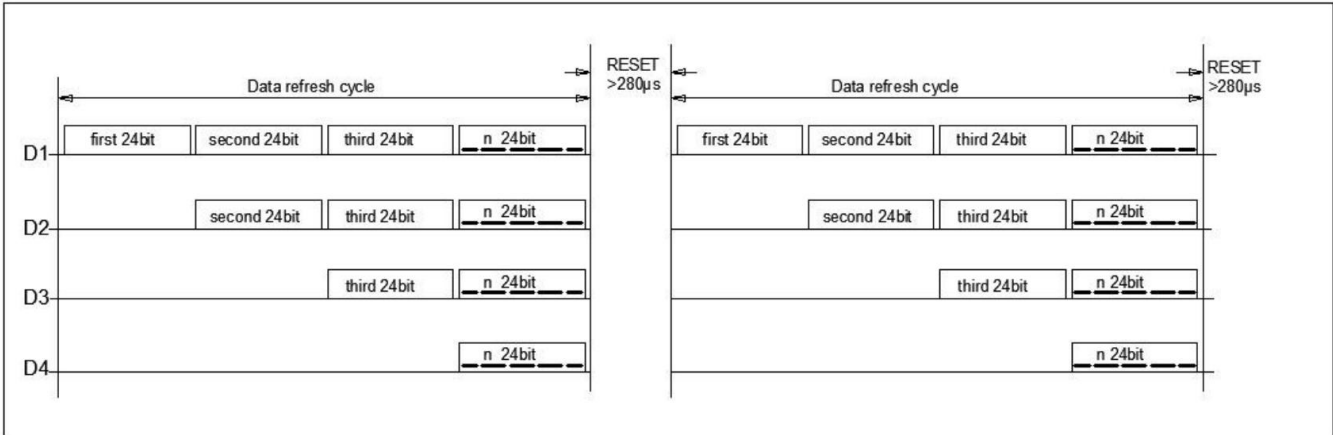 Data refresh cycle
RESET
>280μs
Data refresh cycle
RESET
>280μs
D1
first 24bit
second 24bit
third 24bit
n 24bit
first 24bit
second 24bit
third 24bit
n 24bit
D2
second 24bit
third 24bit
n 24bit
second 24bit
third 24bit
n 24bit
D3
third 24bit
n 24bit
third 24bit
n 24bit
D4
n 24bit
n 24bit